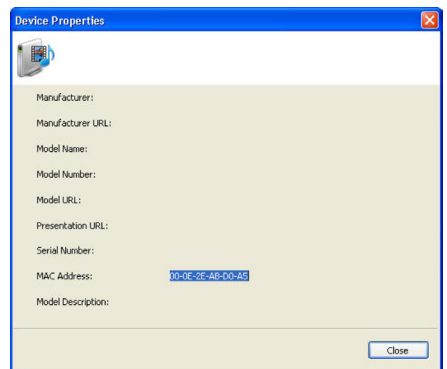 Device Properties
Manufacturer:
Manufacturer URL:
Model Name:
Model Number:
Model URL:
Presentation URL:
Serial Number:
MAC Address: 00-0E-2E-AB-D0-A5
Model Description:
Close